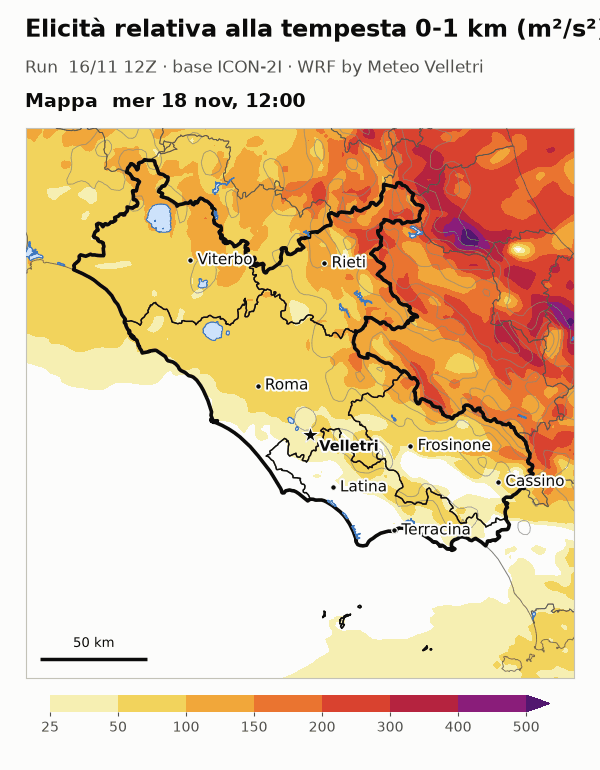 Elicità relativa alla tempesta 0-1 km (m²/s²)
Run  16/11 12Z · base ICON-2I · WRF by Meteo Velletri
Mappa  mer 18 nov, 12:00
Viterbo
Rieti
Roma
Velletri
Frosinone
Cassino
Latina
Terracina
50 km
25 50 100 150 200 300 400 500